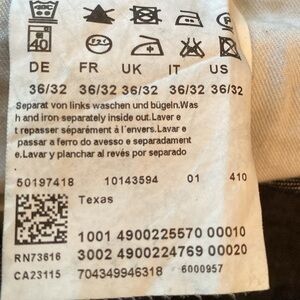 40
DE FR UK IT US
36/32 36/32 36/32 36/32 36/32
Separat von links waschen und bügeln.Was
h and iron separately inside out.Laver e
t repasser séparément à l'envers.Lavar e
passar a ferro do avesso e separadament
e.Lavar y planchar al revés por separado
.
50197418 10143594 01 410
Texas
1001 4900225570 00010
RN73616 3002 4900224769 00020
CA23115 704349946318 6000957